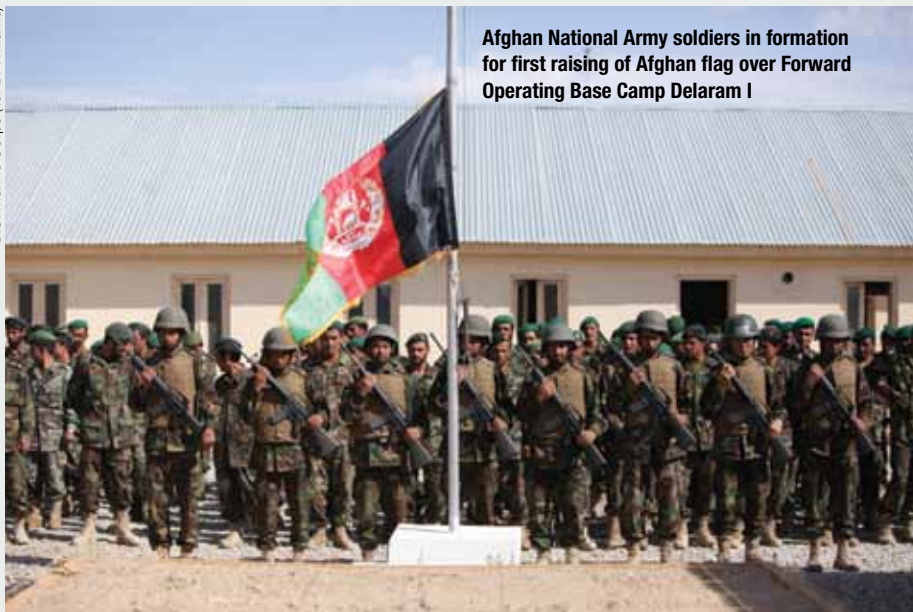 Afghan National Army soldiers in formation
for first raising of Afghan flag over Forward
Operating Base Camp Delaram I